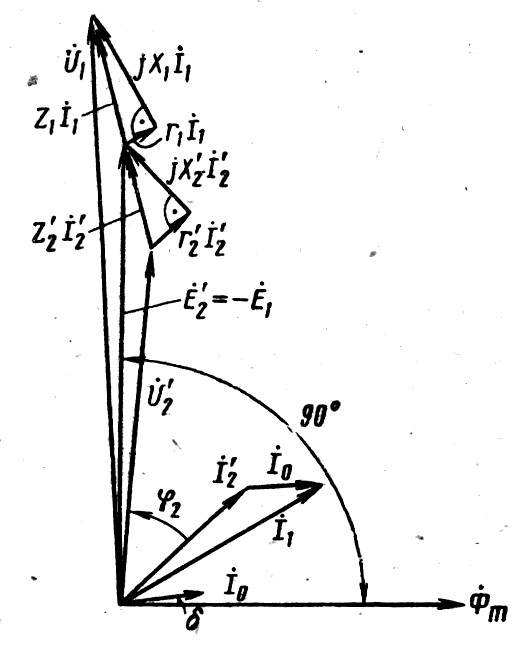 U̇₁
jX₁İ₁
Z₁İ₁
r₁İ₁
jX₂′İ₂′
Z₂′İ₂′
r₂′İ₂′
Ė₂′=−Ė₁
U̇₂′
90°
İ₂′
İ₀
φ₂
İ₁
İ₀
Φ̇ₘ
δ